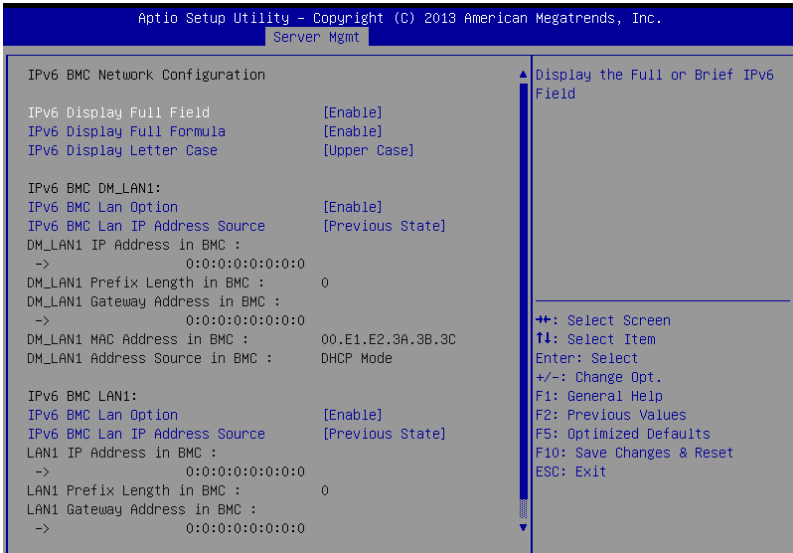 Aptio Setup Utility – Copyright (C) 2013 American Megatrends, Inc.
Server Mgmt
IPv6 BMC Network Configuration
IPv6 Display Full Field [Enable]
IPv6 Display Full Formula [Enable]
IPv6 Display Letter Case [Upper Case]
IPv6 BMC DM_LAN1:
IPv6 BMC Lan Option [Enable]
IPv6 BMC Lan IP Address Source [Previous State]
DM_LAN1 IP Address in BMC :
-> 0:0:0:0:0:0:0:0
DM_LAN1 Prefix Length in BMC : 0
DM_LAN1 Gateway Address in BMC :
-> 0:0:0:0:0:0:0:0
DM_LAN1 MAC Address in BMC : 00.E1.E2.3A.3B.3C
DM_LAN1 Address Source in BMC : DHCP Mode
IPv6 BMC LAN1:
IPv6 BMC Lan Option [Enable]
IPv6 BMC Lan IP Address Source [Previous State]
LAN1 IP Address in BMC :
-> 0:0:0:0:0:0:0:0
LAN1 Prefix Length in BMC : 0
LAN1 Gateway Address in BMC :
-> 0:0:0:0:0:0:0:0
Display the Full or Brief IPv6
Field
→←: Select Screen
↑↓: Select Item
Enter: Select
+/-: Change Opt.
F1: General Help
F2: Previous Values
F5: Optimized Defaults
F10: Save Changes & Reset
ESC: Exit